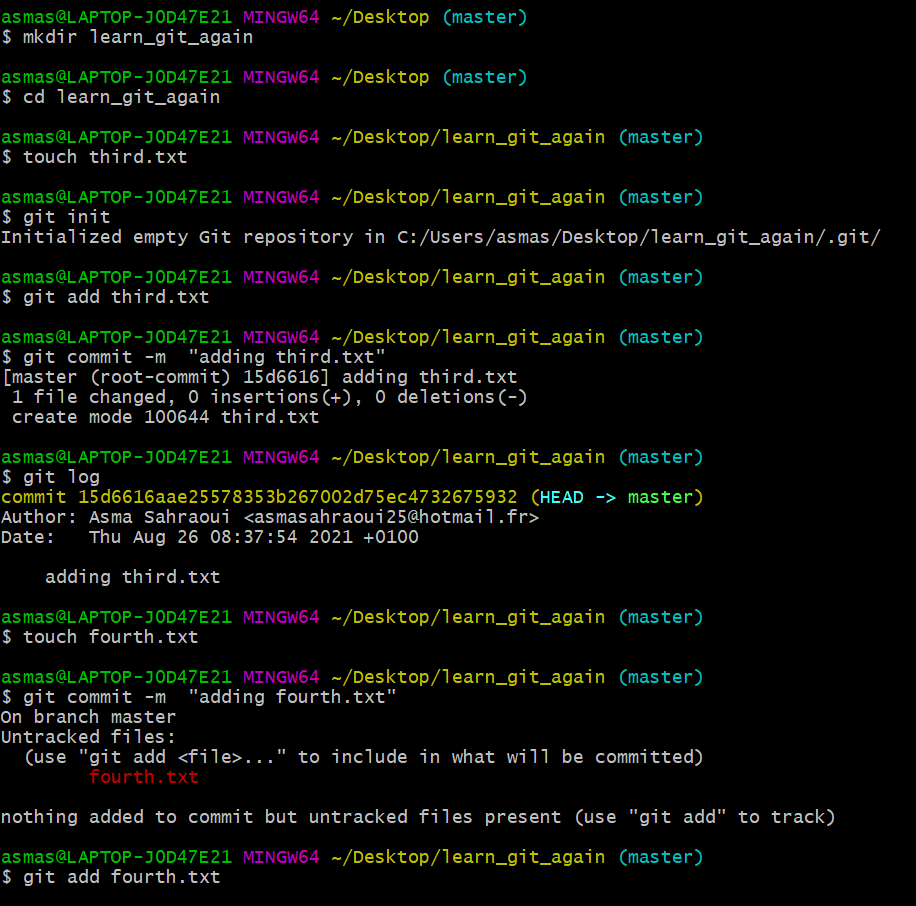 asmas@LAPTOP-JOD47E21 MINGW64 ~/Desktop (master)
$ mkdir learn_git_again
asmas@LAPTOP-JOD47E21 MINGW64 ~/Desktop (master)
$ cd learn_git_again
asmas@LAPTOP-JOD47E21 MINGW64 ~/Desktop/learn_git_again (master)
$ touch third.txt
asmas@LAPTOP-JOD47E21 MINGW64 ~/Desktop/learn_git_again (master)
$ git init
Initialized empty Git repository in C:/Users/asmas/Desktop/learn_git_again/.git/
asmas@LAPTOP-JOD47E21 MINGW64 ~/Desktop/learn_git_again (master)
$ git add third.txt
asmas@LAPTOP-JOD47E21 MINGW64 ~/Desktop/learn_git_again (master)
$ git commit -m  "adding third.txt"
[master (root-commit) 15d6616] adding third.txt
 1 file changed, 0 insertions(+), 0 deletions(-)
 create mode 100644 third.txt
asmas@LAPTOP-JOD47E21 MINGW64 ~/Desktop/learn_git_again (master)
$ git log
commit 15d6616aae25578353b267002d75ec4732675932 (HEAD -> master)
Author: Asma Sahraoui <asmasahraoui25@hotmail.fr>
Date:   Thu Aug 26 08:37:54 2021 +0100
    adding third.txt
asmas@LAPTOP-JOD47E21 MINGW64 ~/Desktop/learn_git_again (master)
$ touch fourth.txt
asmas@LAPTOP-JOD47E21 MINGW64 ~/Desktop/learn_git_again (master)
$ git commit -m  "adding fourth.txt"
On branch master
Untracked files:
  (use "git add <file>..." to include in what will be committed)
        fourth.txt
nothing added to commit but untracked files present (use "git add" to track)
asmas@LAPTOP-JOD47E21 MINGW64 ~/Desktop/learn_git_again (master)
$ git add fourth.txt